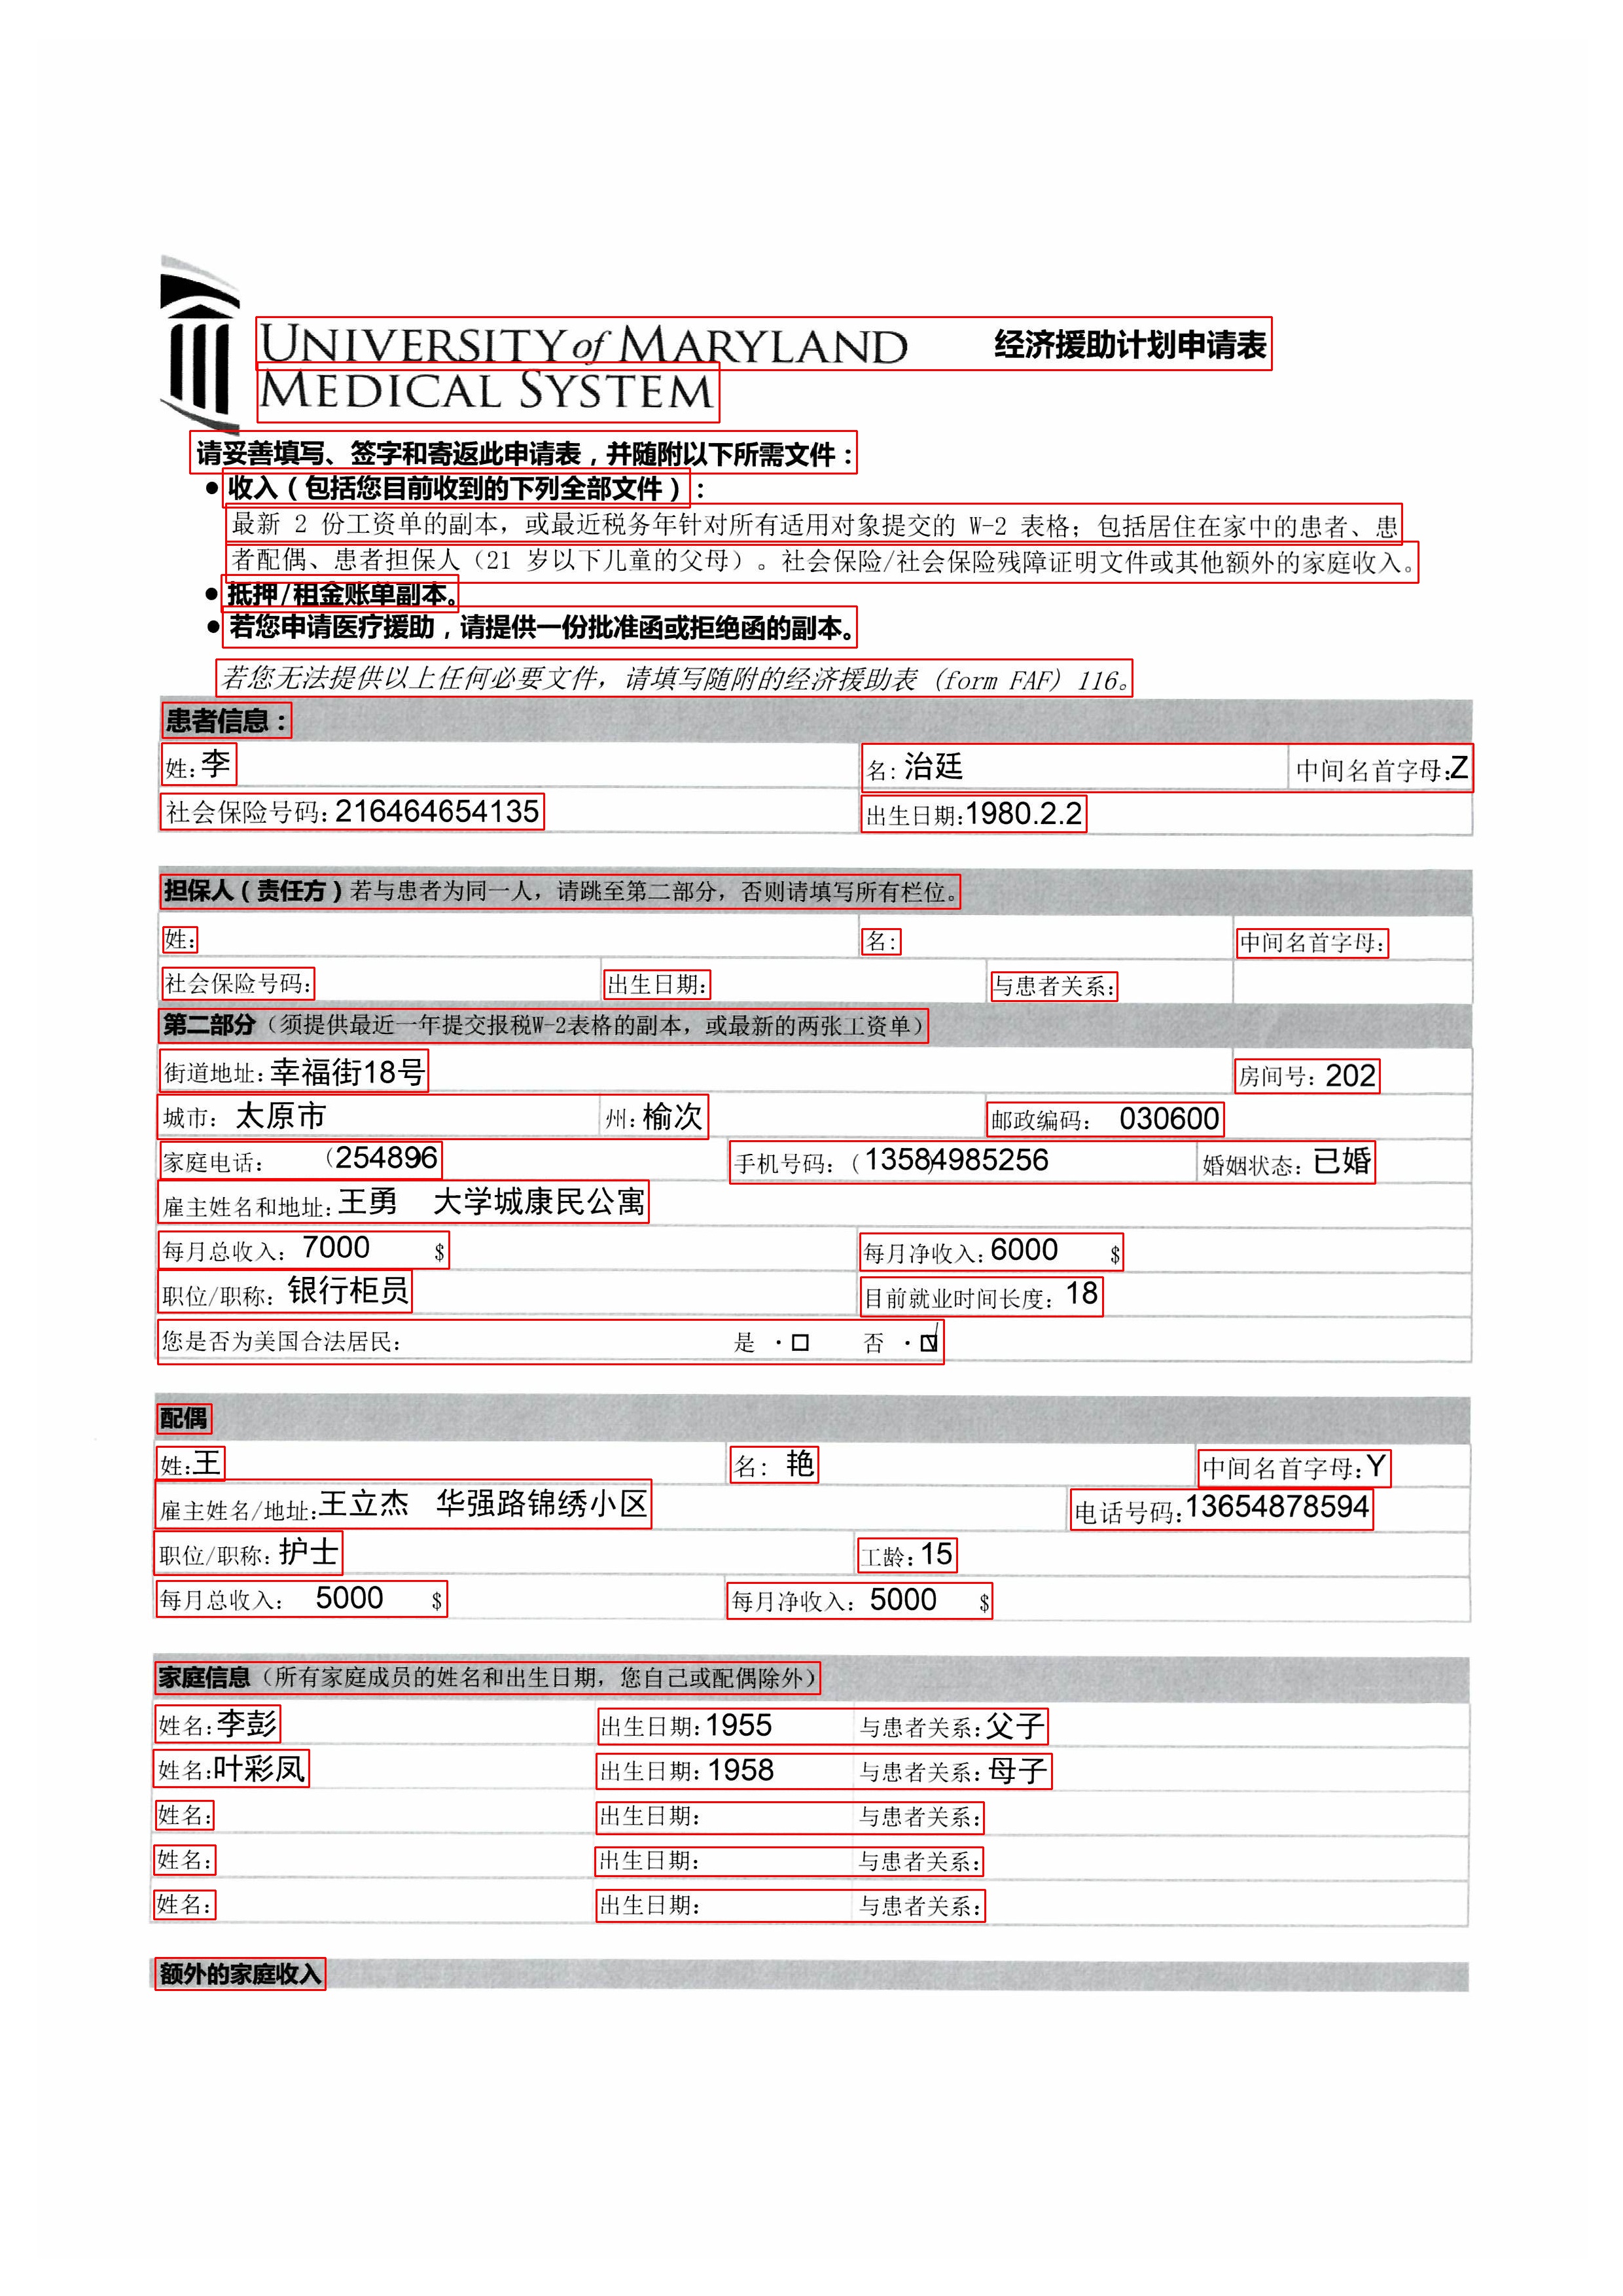 UNIVERSITY of MARYLAND 经济援助计划申请表
MEDICAL SYSTEM
请妥善填写、签字和寄返此申请表，并随附以下所需文件：
● 收入（包括您目前收到的下列全部文件）：
最新 2 份工资单的副本，或最近税务年针对所有适用对象提交的 W-2 表格；包括居住在家中的患者、患
者配偶、患者担保人（21 岁以下儿童的父母）。社会保险/社会保险残障证明文件或其他额外的家庭收入。
● 抵押/租金账单副本。
● 若您申请医疗援助，请提供一份批准函或拒绝函的副本。
若您无法提供以上任何必要文件，请填写随附的经济援助表 (form FAF) 116。
患者信息：
姓：李 名：治廷 中间名首字母：Z
社会保险号码：216464654135 出生日期：1980.2.2
担保人（责任方）若与患者为同一人，请跳至第二部分，否则请填写所有栏位。
姓： 名： 中间名首字母：
社会保险号码： 出生日期： 与患者关系：
第二部分（须提供最近一年提交报税W-2表格的副本，或最新的两张工资单）
街道地址：幸福街18号 房间号：202
城市：太原市 州：榆次 邮政编码：030600
家庭电话：（254896） 手机号码：（1358）4985256 婚姻状态：已婚
雇主姓名和地址：王勇 大学城康民公寓
每月总收入：7000 $ 每月净收入：6000 $
职位/职称：银行柜员 目前就业时间长度：18
您是否为美国合法居民： 是 ·□ 否 ·☑
配偶
姓：王 名：艳 中间名首字母：Y
雇主姓名/地址：王立杰 华强路锦绣小区 电话号码：13654878594
职位/职称：护士 工龄：15
每月总收入：5000 $ 每月净收入：5000 $
家庭信息（所有家庭成员的姓名和出生日期，您自己或配偶除外）
姓名：李彭 出生日期：1955 与患者关系：父子
姓名：叶彩凤 出生日期：1958 与患者关系：母子
姓名： 出生日期： 与患者关系：
姓名： 出生日期： 与患者关系：
姓名： 出生日期： 与患者关系：
额外的家庭收入